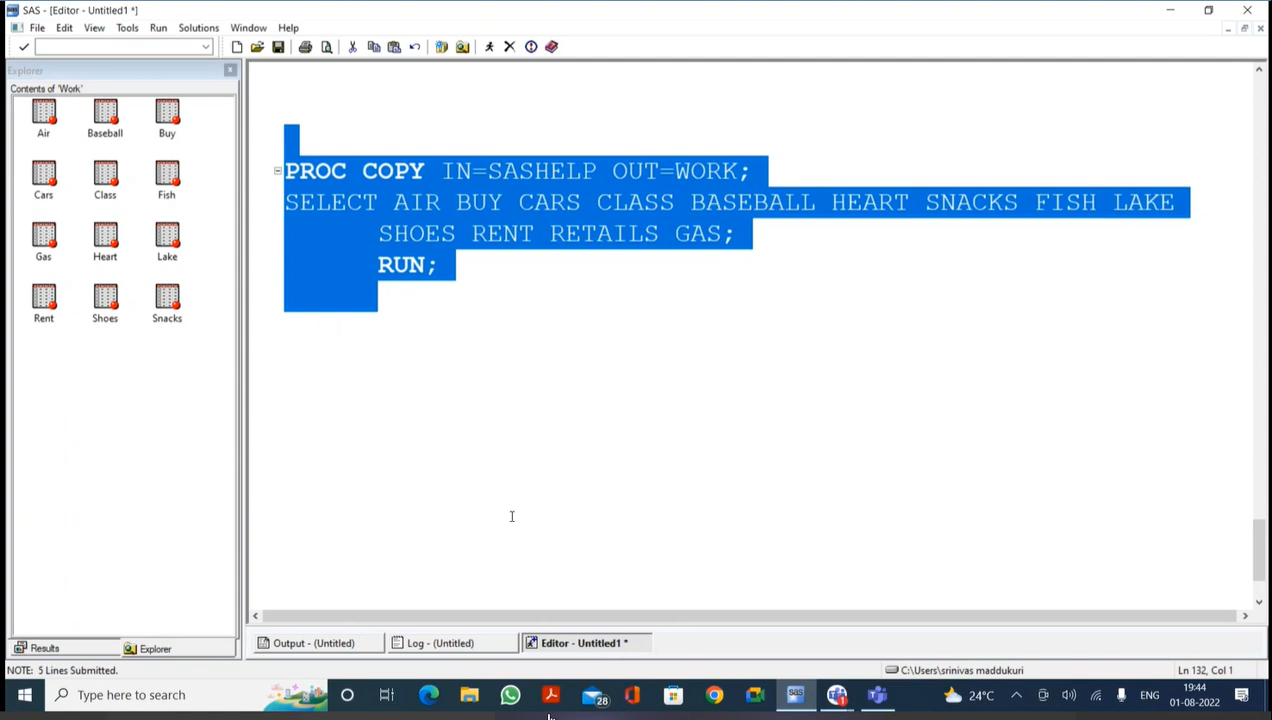 SAS - [Editor - Untitled1 *]
File Edit View Tools Run Solutions Window Help
Explorer
Contents of 'Work'
Air Baseball Buy
Cars Class Fish
Gas Heart Lake
Rent Shoes Snacks
PROC COPY IN=SASHELP OUT=WORK;
SELECT AIR BUY CARS CLASS BASEBALL HEART SNACKS FISH LAKE
SHOES RENT RETAILS GAS;
RUN;
Results Explorer
Output - (Untitled) Log - (Untitled) Editor - Untitled1 *
NOTE: 5 Lines Submitted.
C:\Users\srinivas maddukuri
Ln 132, Col 1
Type here to search
28
sas
1
24°C
ENG
19:44
01-08-2022